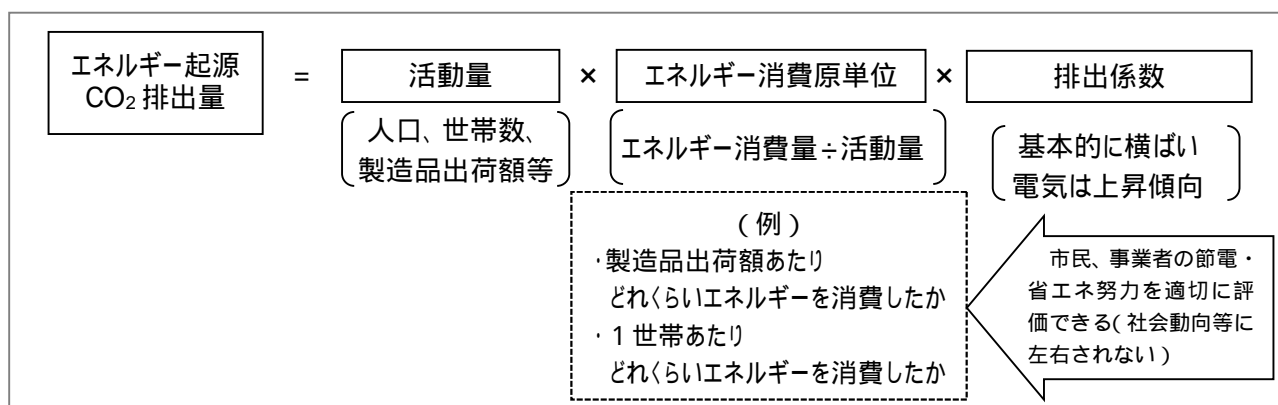 エネルギー起源
CO₂排出量
=
活動量
×
エネルギー消費原単位
×
排出係数
人口、世帯数、
製造品出荷額等
エネルギー消費量÷活動量
基本的に横ばい
電気は上昇傾向
(例)
・製造品出荷額あたり
どれくらいエネルギーを消費したか
・1世帯あたり
どれくらいエネルギーを消費したか
市民、事業者の節電・
省エネ努力を適切に評
価できる(社会動向等に
左右されない)